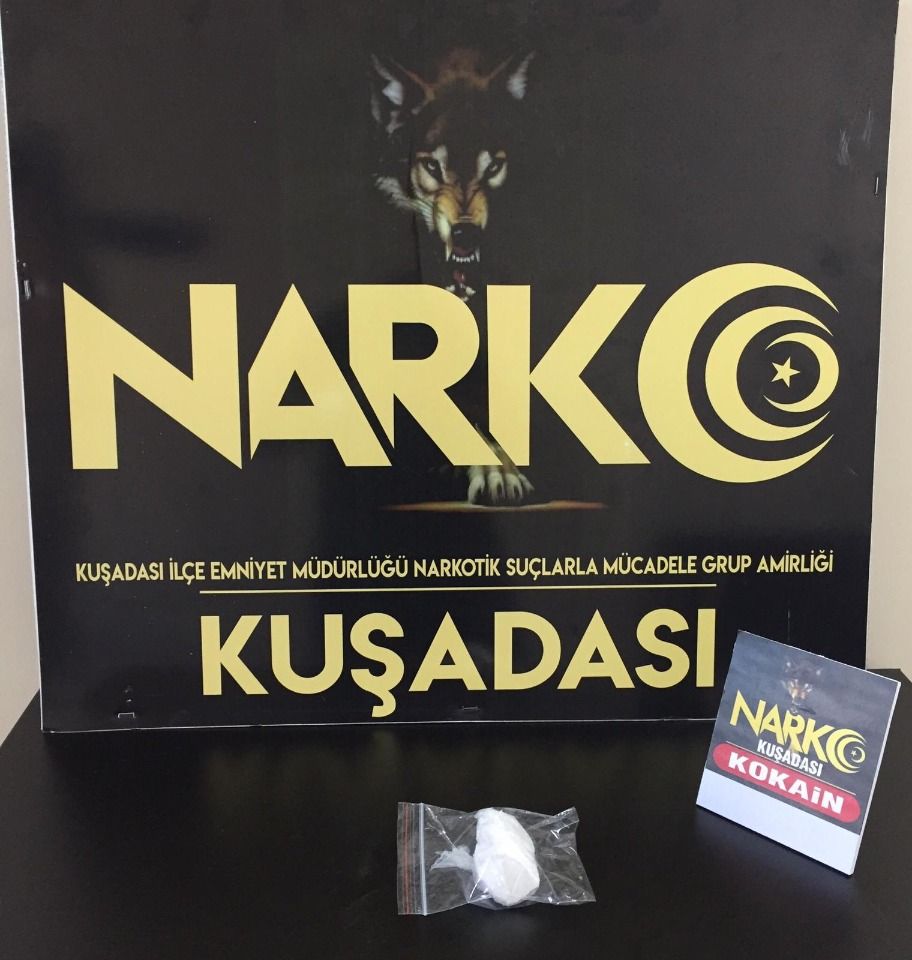 NARKO
KUŞADASI İLÇE EMNİYET MÜDÜRLÜĞÜ NARKOTİK SUÇLARLA MÜCADELE GRUP AMİRLİĞİ
KUŞADASI
NARKO
KUŞADASI
KOKAİN